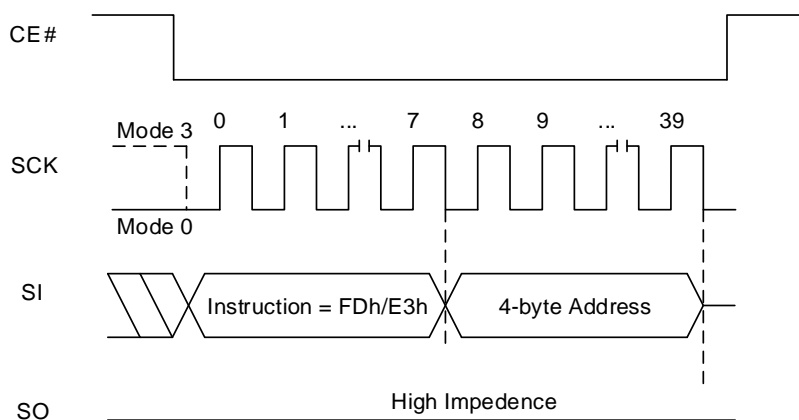 CE#
0 1 ... 7 8 9 ... 39
Mode 3
SCK
Mode 0
SI
Instruction = FDh/E3h
4-byte Address
High Impedence
SO